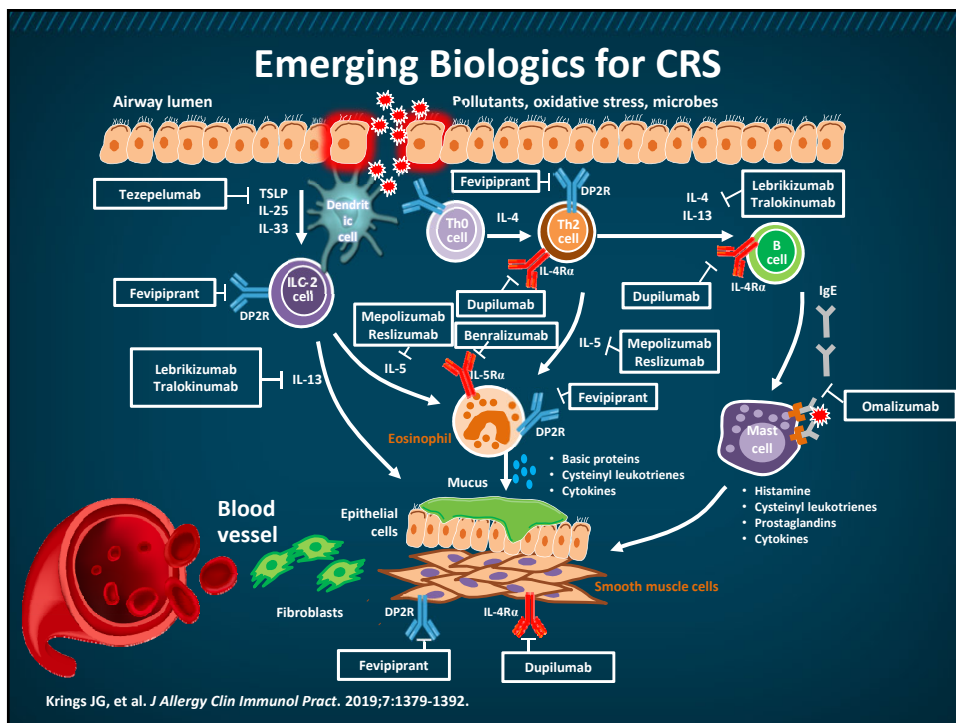 Emerging Biologics for CRS
Airway lumen
Pollutants, oxidative stress, microbes
Tezepelumab
TSLP
IL-25
IL-33
Dendrit
ic
cell
Fevipiprant
DP2R
Th0
cell
IL-4
Th2
cell
IL-4
IL-13
Lebrikizumab
Tralokinumab
B
cell
IL-4Rα
IL-4Rα
Dupilumab
Dupilumab
IgE
Fevipiprant
DP2R
ILC-2
cell
Mepolizumab
Reslizumab
IL-5
Benralizumab
IL-5Rα
IL-5
Mepolizumab
Reslizumab
Lebrikizumab
Tralokinumab
IL-13
Fevipiprant
DP2R
Eosinophil
Omalizumab
Mast
cell
• Basic proteins
• Cysteinyl leukotrienes
• Cytokines
Mucus
Epithelial
cells
• Histamine
• Cysteinyl leukotrienes
• Prostaglandins
• Cytokines
Blood
vessel
Fibroblasts
Smooth muscle cells
DP2R
IL-4Rα
Fevipiprant
Dupilumab
Krings JG, et al. J Allergy Clin Immunol Pract. 2019;7:1379-1392.